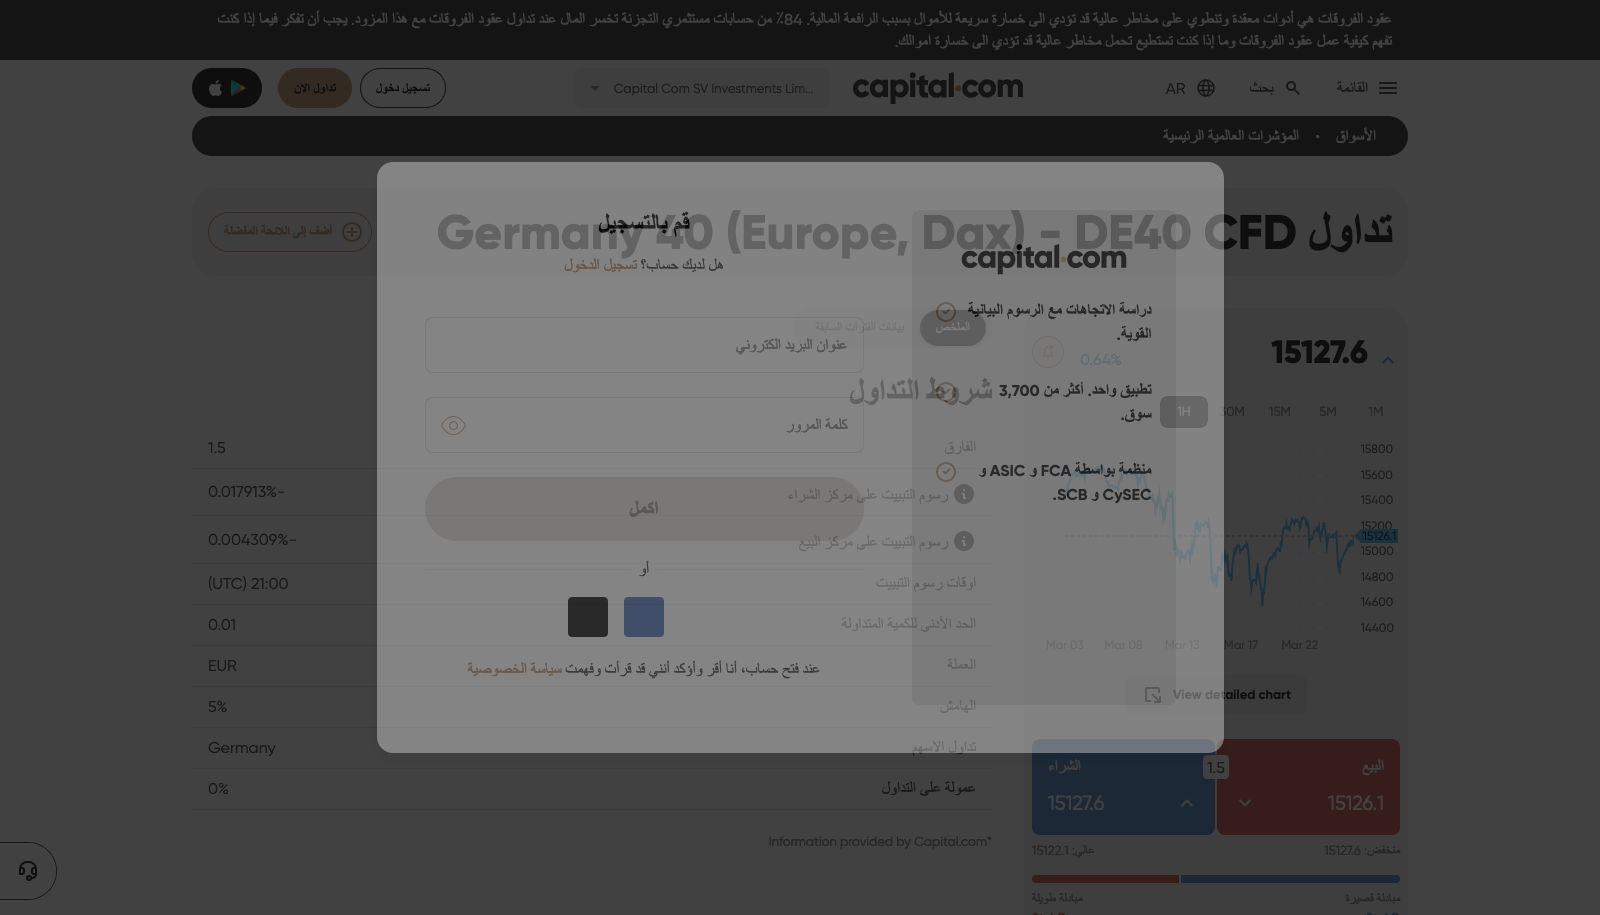 عقود الفروقات هي أدوات معقدة وتنطوي على مخاطر عالية قد تؤدي الى خسارة سريعة للأموال بسبب الرافعة المالية. 84٪ من حسابات مستثمري التجزئة تخسر المال عند تداول عقود الفروقات مع هذا المزود. يجب أن تفكر فيما إذا كنت
تفهم كيفية عمل عقود الفروقات وما إذا كنت تستطيع تحمل مخاطر عالية قد تؤدي الى خسارة اموالك.
القائمة
بحث
AR
capital.com
Capital Com SV Investments Lim...
تسجيل دخول
تداول الان
الأسواق • المؤشرات العالمية الرئيسية
تداول Germany 40 (Europe, Dax) - DE40 CFD
أضف إلى اللائحة المفضلة
قم بالتسجيل
هل لديك حساب؟ تسجيل الدخول
عنوان البريد الكتروني
كلمة المرور
اكمل
أو
عند فتح حساب، أنا أقر وأؤكد أنني قد قرأت وفهمت سياسة الخصوصية
capital.com
دراسة الاتجاهات مع الرسوم البيانية
القوية.
تطبيق واحد. أكثر من 3,700
سوق.
منظمة بواسطة FCA و ASIC و
CySEC و SCB.
15127.6
0.64%
1M
5M
15M
30M
1H
15800
15600
15400
15200
15126.1
15000
14800
14600
14400
Mar 03
Mar 08
Mar 13
Mar 17
Mar 22
View detailed chart
البيع
15126.1
1.5
الشراء
15127.6
منخفض: 15127.6
عالي: 15122.1
مبادلة قصيرة
مبادلة طويلة
الملخص
بيانات الفترات السابقة
شروط التداول
الفارق
1.5
رسوم التبييت على مركز الشراء
-0.017913%
رسوم التبييت على مركز البيع
-0.004309%
اوقات رسوم التبييت
21:00 (UTC)
الحد الأدنى للكمية المتداولة
0.01
العملة
EUR
الهامش
5%
تداول الاسهم
Germany
عمولة على التداول
0%
Information provided by Capital.com*